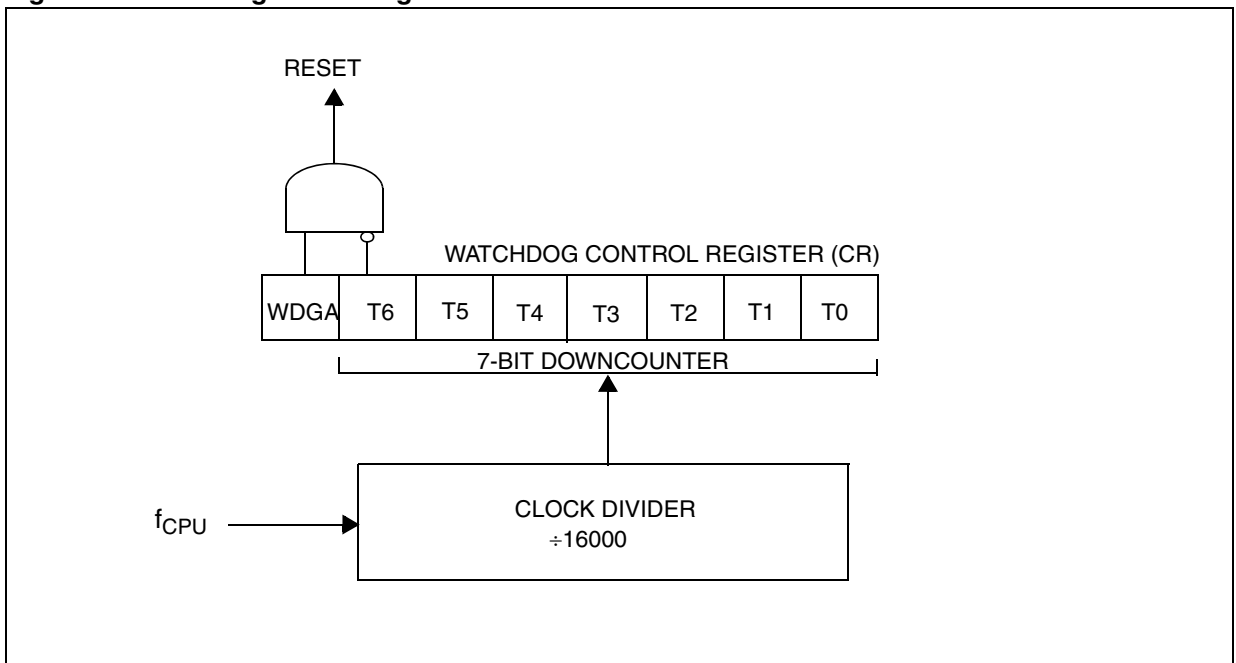 RESET
WATCHDOG CONTROL REGISTER (CR)
WDGA T6 T5 T4 T3 T2 T1 T0
7-BIT DOWNCOUNTER
fCPU
CLOCK DIVIDER
÷16000